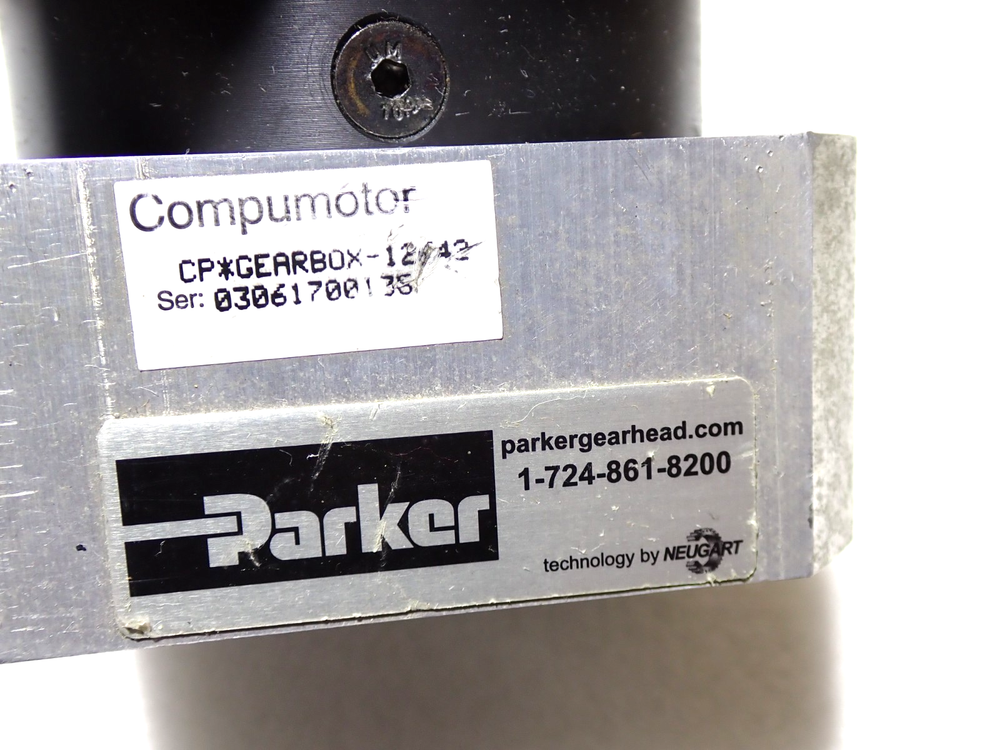 Compumotor
Ser:
Parker
parkergearhead.com
1-724-861-8200
technology by NEUGART